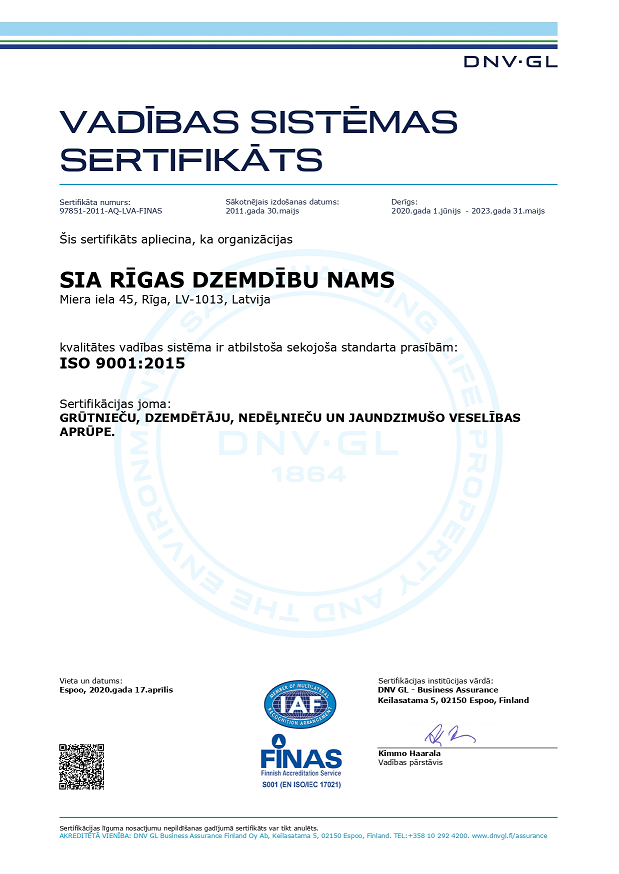 DNV·GL
VADĪBAS SISTĒMAS
SERTIFIKĀTS
Sertifikāta numurs:
97851-2011-AQ-LVA-FINAS
Sākotnējais izdošanas datums:
2011.gada 30.maijs
Derīgs:
2020.gada 1.jūnijs - 2023.gada 31.maijs
Šis sertifikāts apliecina, ka organizācijas
SIA RĪGAS DZEMDĪBU NAMS
Miera iela 45, Rīga, LV-1013, Latvija
kvalitātes vadības sistēma ir atbilstoša sekojoša standarta prasībām:
ISO 9001:2015
Sertifikācijas joma:
GRŪTNIEČU, DZEMDĒTĀJU, NEDĒĻNIEČU UN JAUNDZIMUŠO VESELĪBAS
APRŪPE.
DNV·GL
1864
PROPERTY AND THE ENVIRONM
Vieta un datums:
Espoo, 2020.gada 17.aprilis
MEMBER OF MULTILATERAL
IAF
RECOGNITION ARRANGEMENT
FINAS
Finnish Accreditation Service
S001 (EN ISO/IEC 17021)
Sertifikācijas institūcijas vārdā:
DNV GL - Business Assurance
Keilasatama 5, 02150 Espoo, Finland
Kimmo Haarala
Vadības pārstāvis
Sertifikācijas līguma nosacījumu nepildīšanas gadījumā sertifikāts var tikt anulēts.
AKREDITĒTĀ VIENĪBA: DNV GL Business Assurance Finland Oy Ab, Keilasatama 5, 02150 Espoo, Finland. TEL:+358 10 292 4200. www.dnvgl.fi/assurance